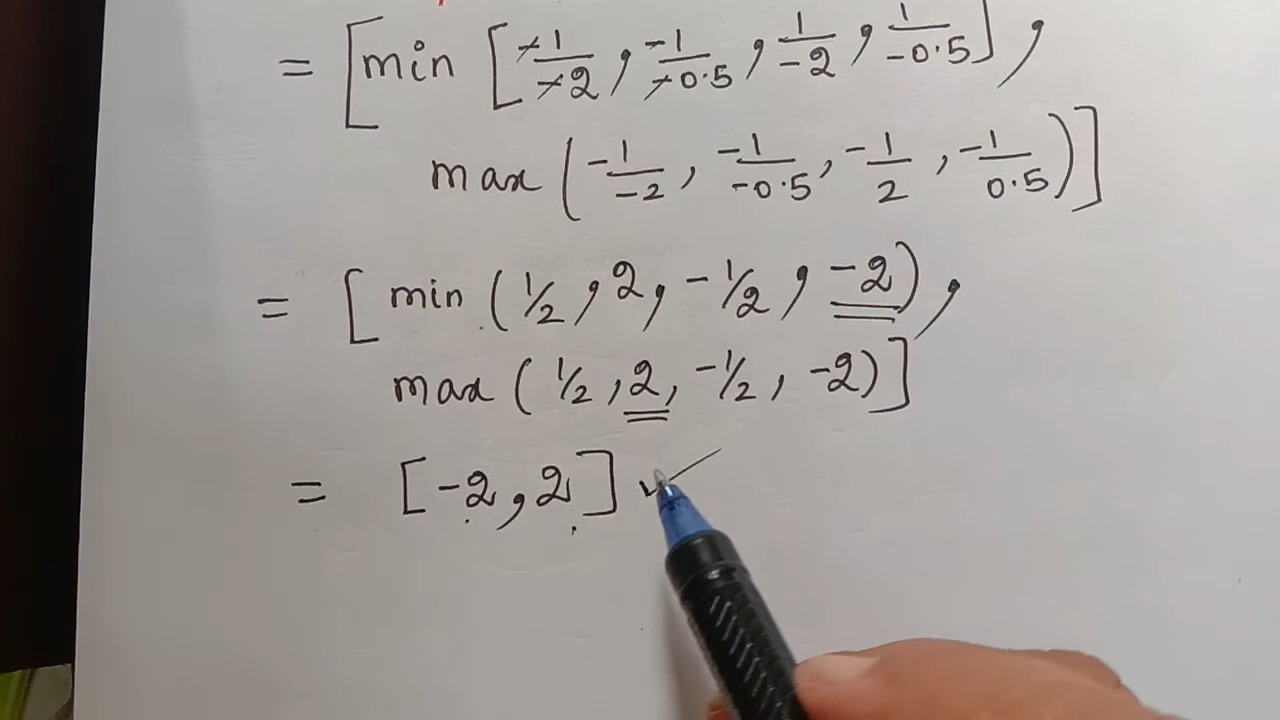 = [min [-1/-2, -1/-0.5, 1/-2, 1/-0.5],
max (-1/-2, -1/-0.5, -1/2, -1/0.5)]
= [min (1/2, 2, -1/2, -2),
max (1/2, 2, -1/2, -2)]
= [-2, 2] ✓